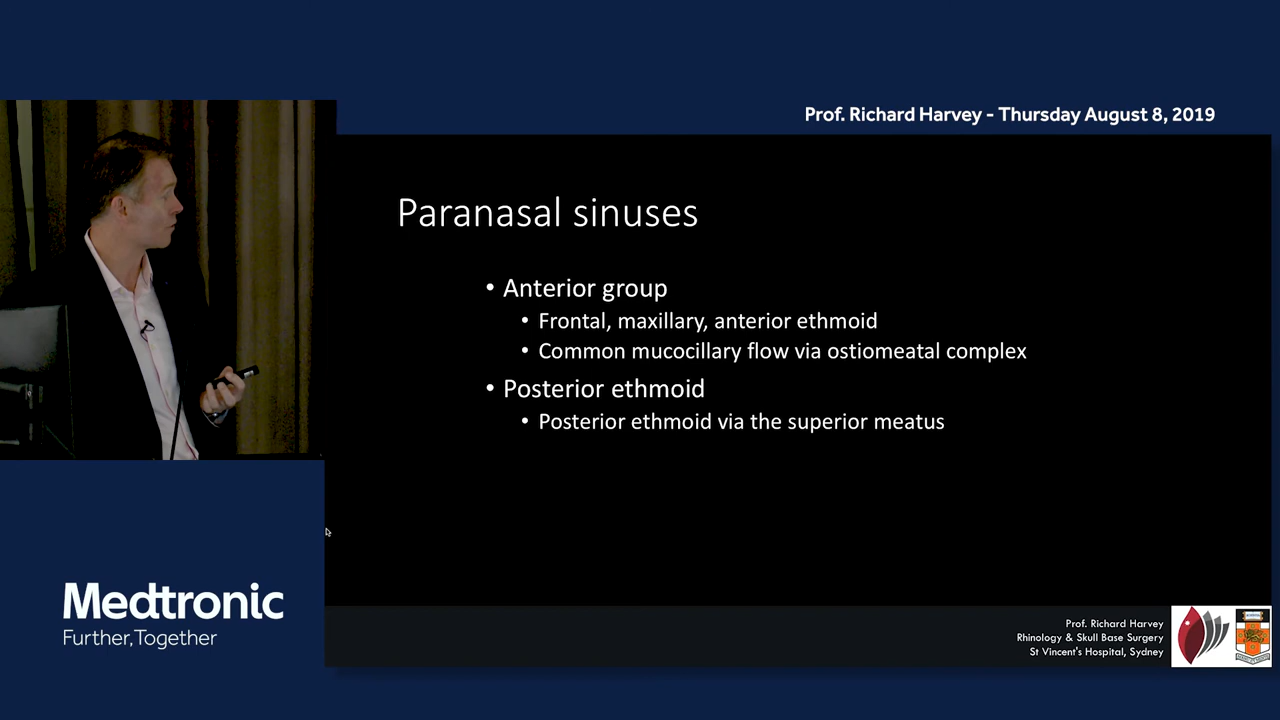 Prof. Richard Harvey - Thursday August 8, 2019
Paranasal sinuses
• Anterior group
• Frontal, maxillary, anterior ethmoid
• Common mucocillary flow via ostiomeatal complex
• Posterior ethmoid
• Posterior ethmoid via the superior meatus
Medtronic
Further, Together
Prof. Richard Harvey
Rhinology & Skull Base Surgery
St Vincent's Hospital, Sydney